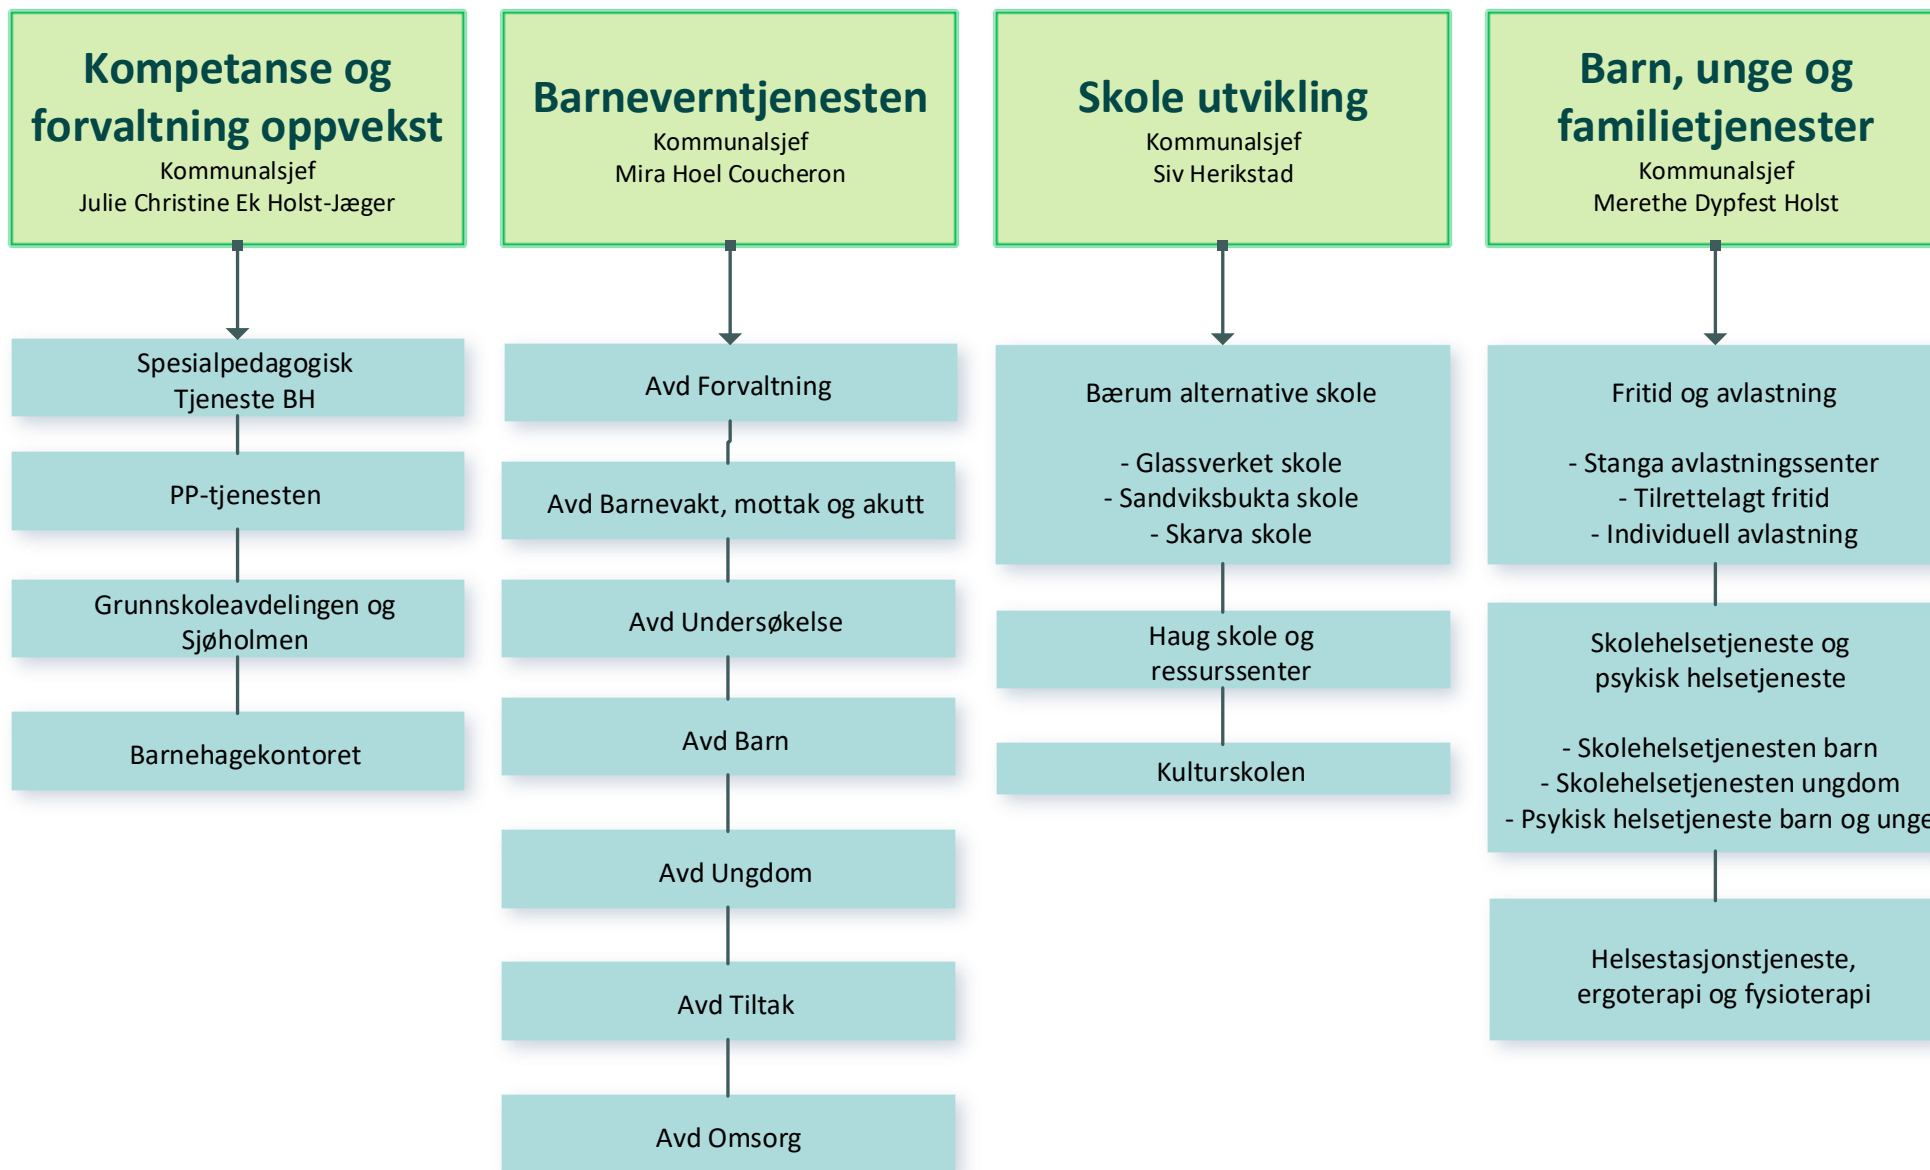 Kompetanse og
forvaltning oppvekst
Kommunalsjef
Julie Christine Ek Holst-Jæger
Spesialpedagogisk
Tjeneste BH
PP-tjenesten
Grunnskoleavdelingen og
Sjøholmen
Barnehagekontoret
Barneverntjenesten
Kommunalsjef
Mira Hoel Coucheron
Avd Forvaltning
Avd Barnevakt, mottak og akutt
Avd Undersøkelse
Avd Barn
Avd Ungdom
Avd Tiltak
Avd Omsorg
Skole utvikling
Kommunalsjef
Siv Herikstad
Bærum alternative skole
- Glassverket skole
- Sandviksbukta skole
- Skarva skole
Haug skole og
ressurssenter
Kulturskolen
Barn, unge og
familietjenester
Kommunalsjef
Merethe Dypfest Holst
Fritid og avlastning
- Stanga avlastningssenter
- Tilrettelagt fritid
- Individuell avlastning
Skolehelsetjeneste og
psykisk helsetjeneste
- Skolehelsetjenesten barn
- Skolehelsetjenesten ungdom
- Psykisk helsetjeneste barn og unge
Helsestasjonstjeneste,
ergoterapi og fysioterapi